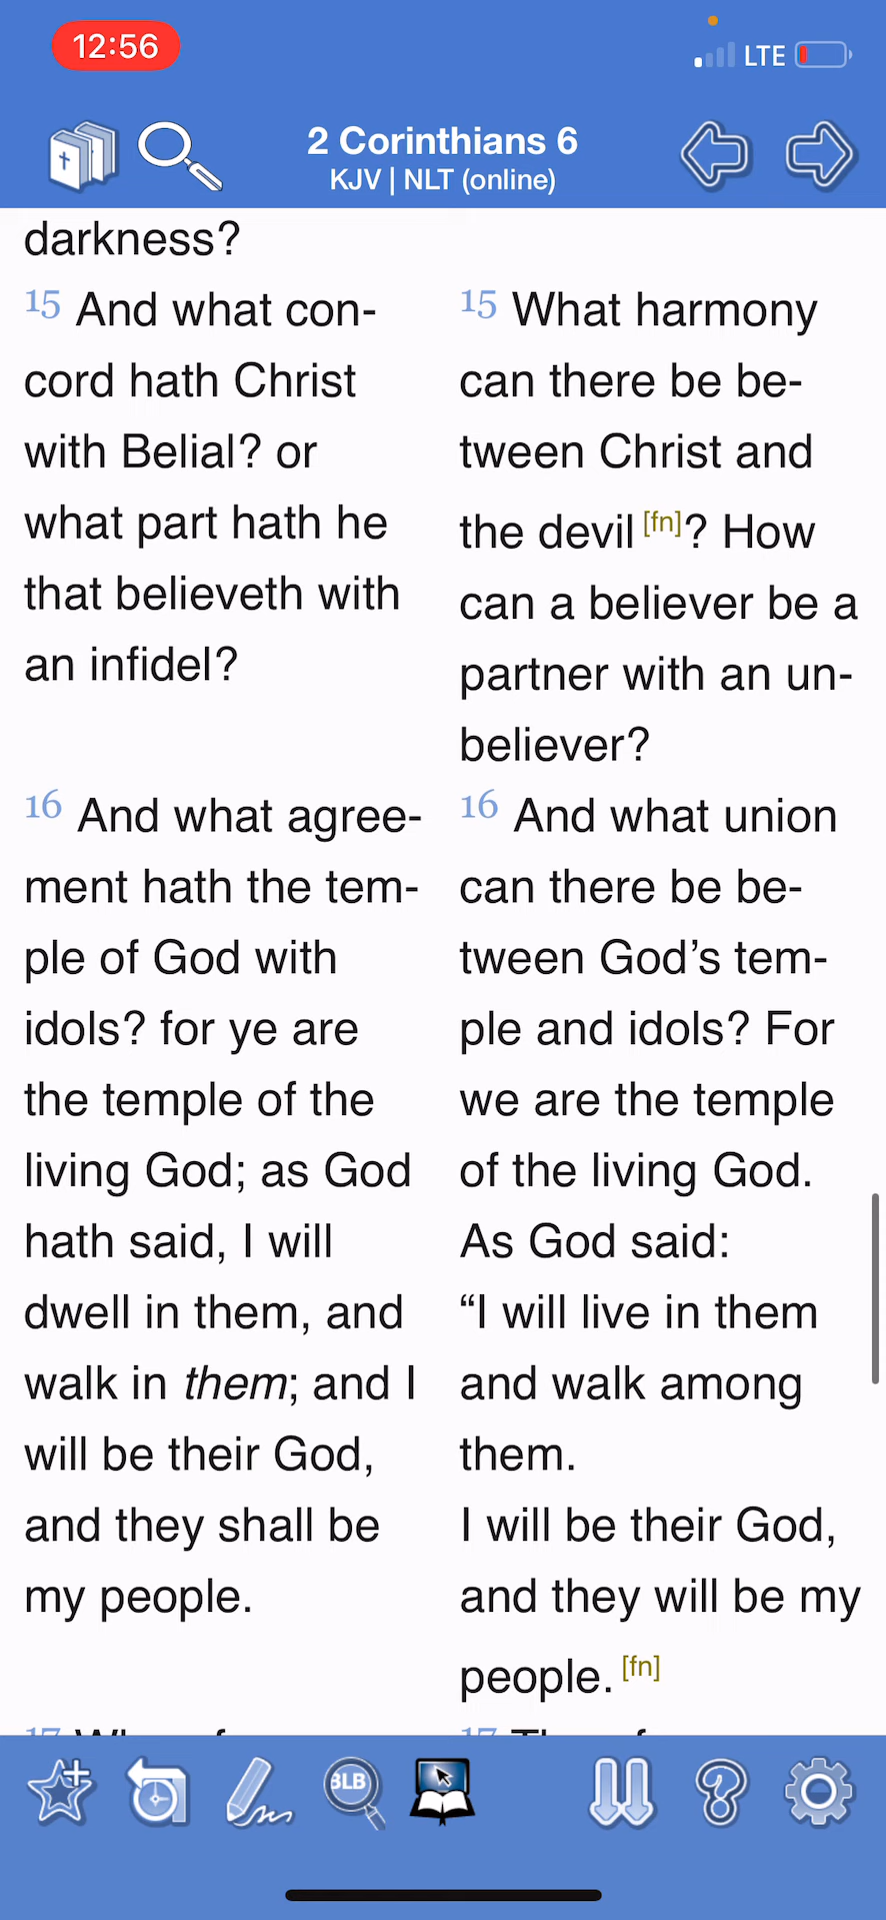 12:56
LTE
2 Corinthians 6
KJV | NLT (online)
darkness?
15 And what con-
cord hath Christ
with Belial? or
what part hath he
that believeth with
an infidel?
15 What harmony
can there be be-
tween Christ and
the devil [fn]? How
can a believer be a
partner with an un-
believer?
16 And what agree-
ment hath the tem-
ple of God with
idols? for ye are
the temple of the
living God; as God
hath said, I will
dwell in them, and
walk in them; and I
will be their God,
and they shall be
my people.
16 And what union
can there be be-
tween God’s tem-
ple and idols? For
we are the temple
of the living God.
As God said:
“I will live in them
and walk among
them.
I will be their God,
and they will be my
people. [fn]
BLB